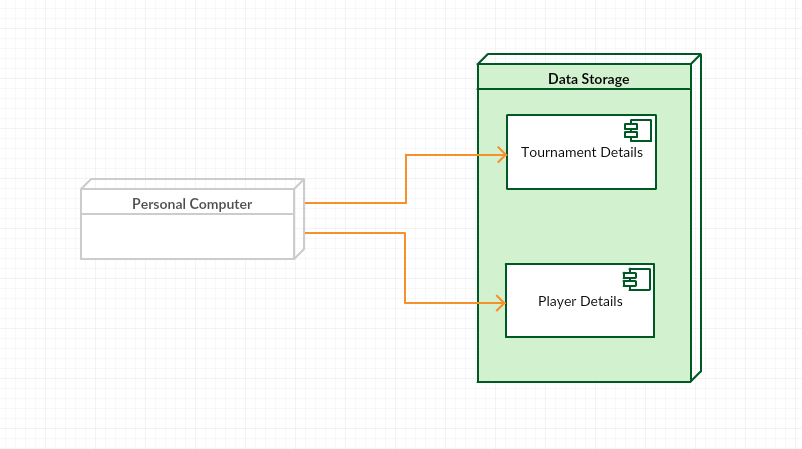 Data Storage
Tournament Details
Personal Computer
Player Details